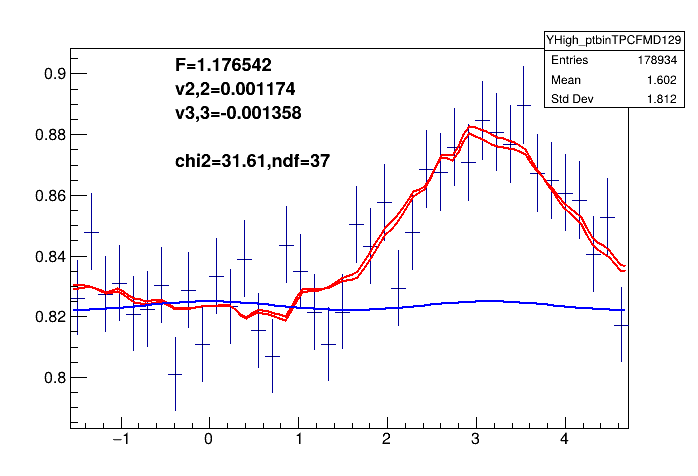 YHigh_ptbinTPCFMD129
Entries 178934
Mean 1.602
Std Dev 1.812
F=1.176542
v2,2=0.001174
v3,3=-0.001358
chi2=31.61,ndf=37
0.9
0.88
0.86
0.84
0.82
0.8
−1 0 1 2 3 4